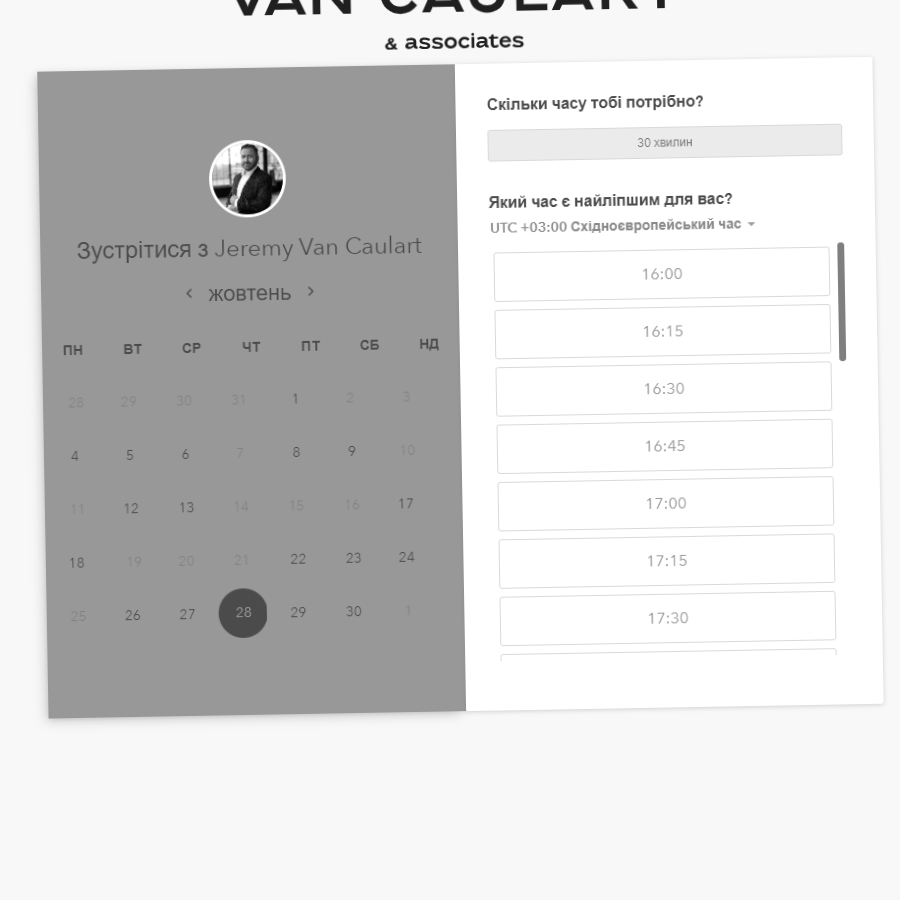 VAN CAULART
& associates
Зустрітися з Jeremy Van Caulart
жовтень
ПН ВТ СР ЧТ ПТ СБ НД
28 29 30 31 1 2 3
4 5 6 7 8 9 10
11 12 13 14 15 16 17
18 19 20 21 22 23 24
25 26 27 28 29 30 1
Скільки часу тобі потрібно?
30 хвилин
Який час є найліпшим для вас?
UTC +03:00 Східноєвропейський час
16:00
16:15
16:30
16:45
17:00
17:15
17:30